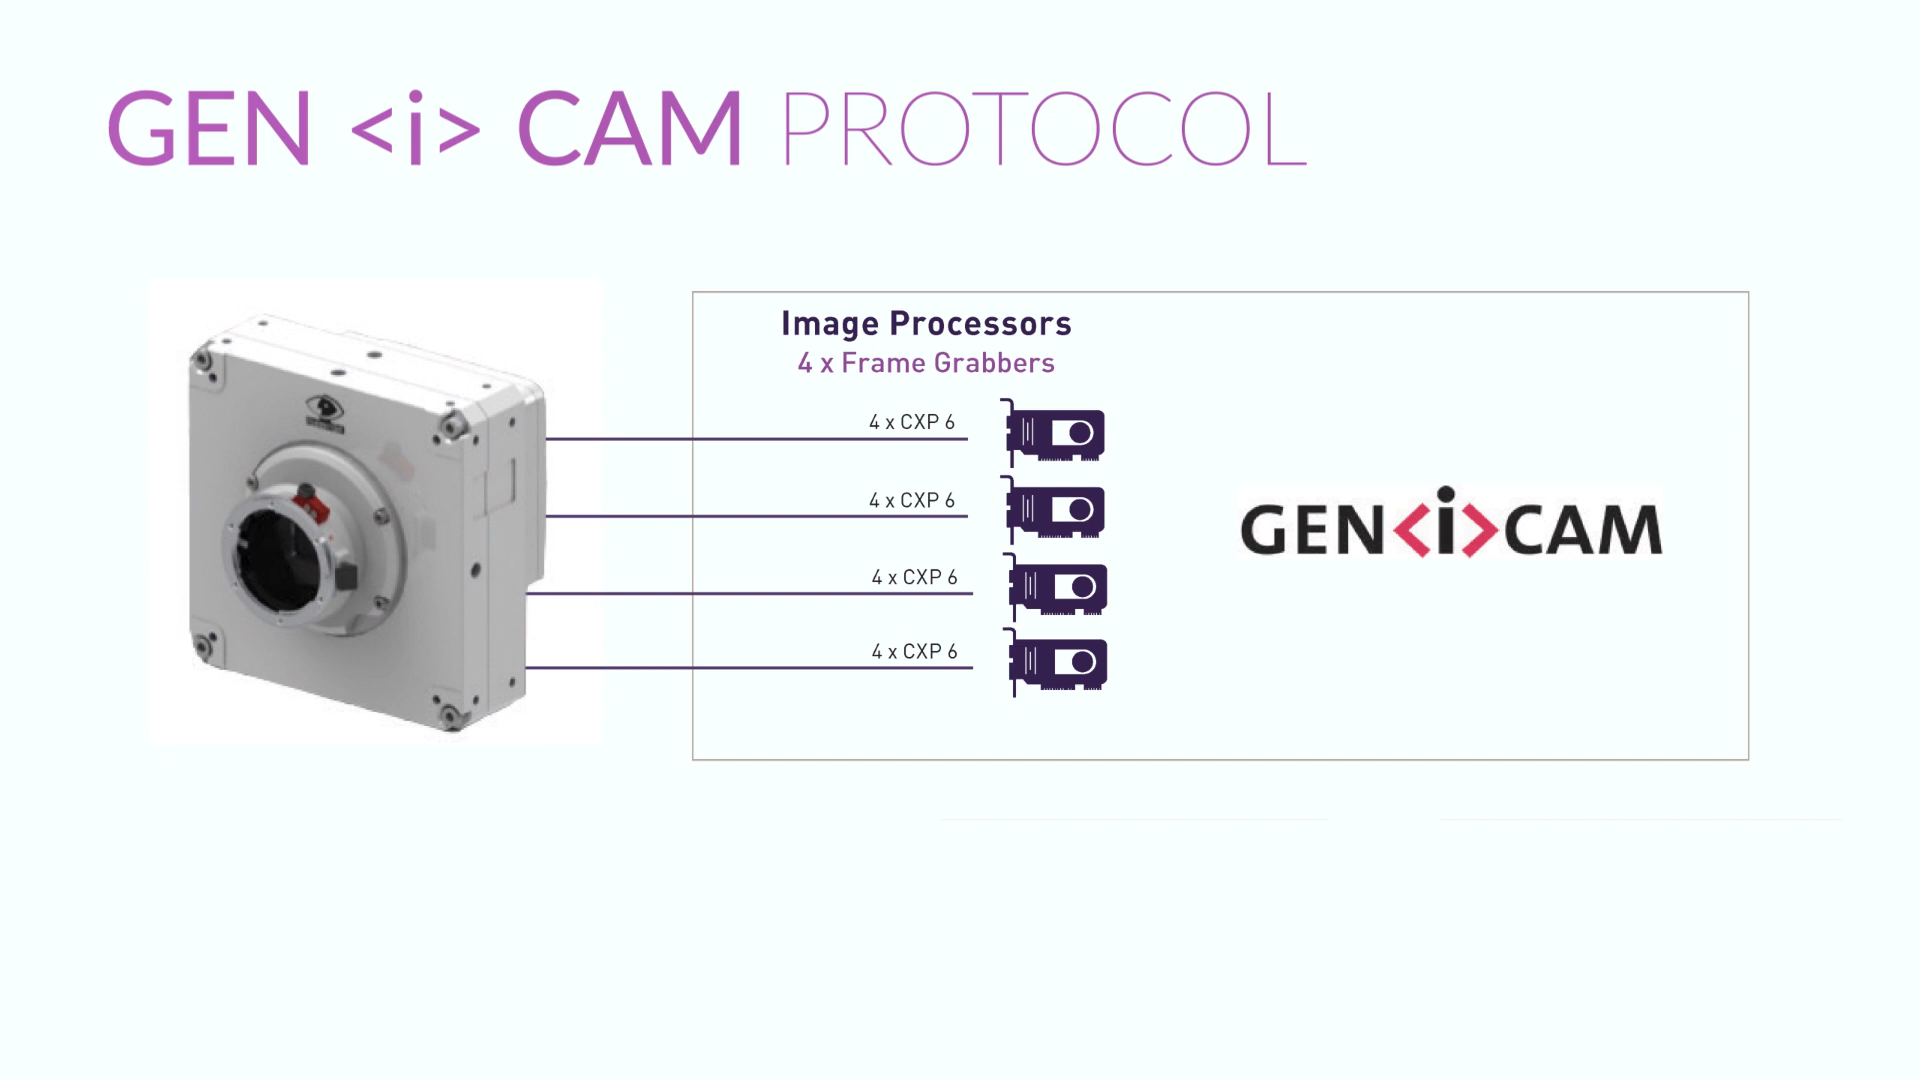 GEN <i> CAM PROTOCOL
Image Processors
4 x Frame Grabbers
4 x CXP 6
4 x CXP 6
4 x CXP 6
4 x CXP 6
GEN<i>CAM